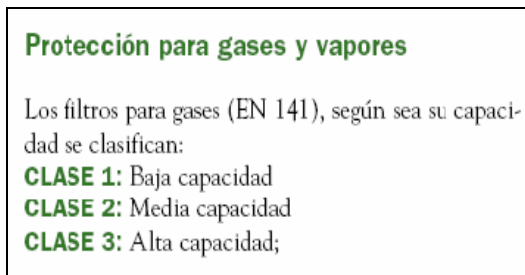 Protección para gases y vapores
Los filtros para gases (EN 141), según sea su capaci-
dad se clasifican:
CLASE 1: Baja capacidad
CLASE 2: Media capacidad
CLASE 3: Alta capacidad;